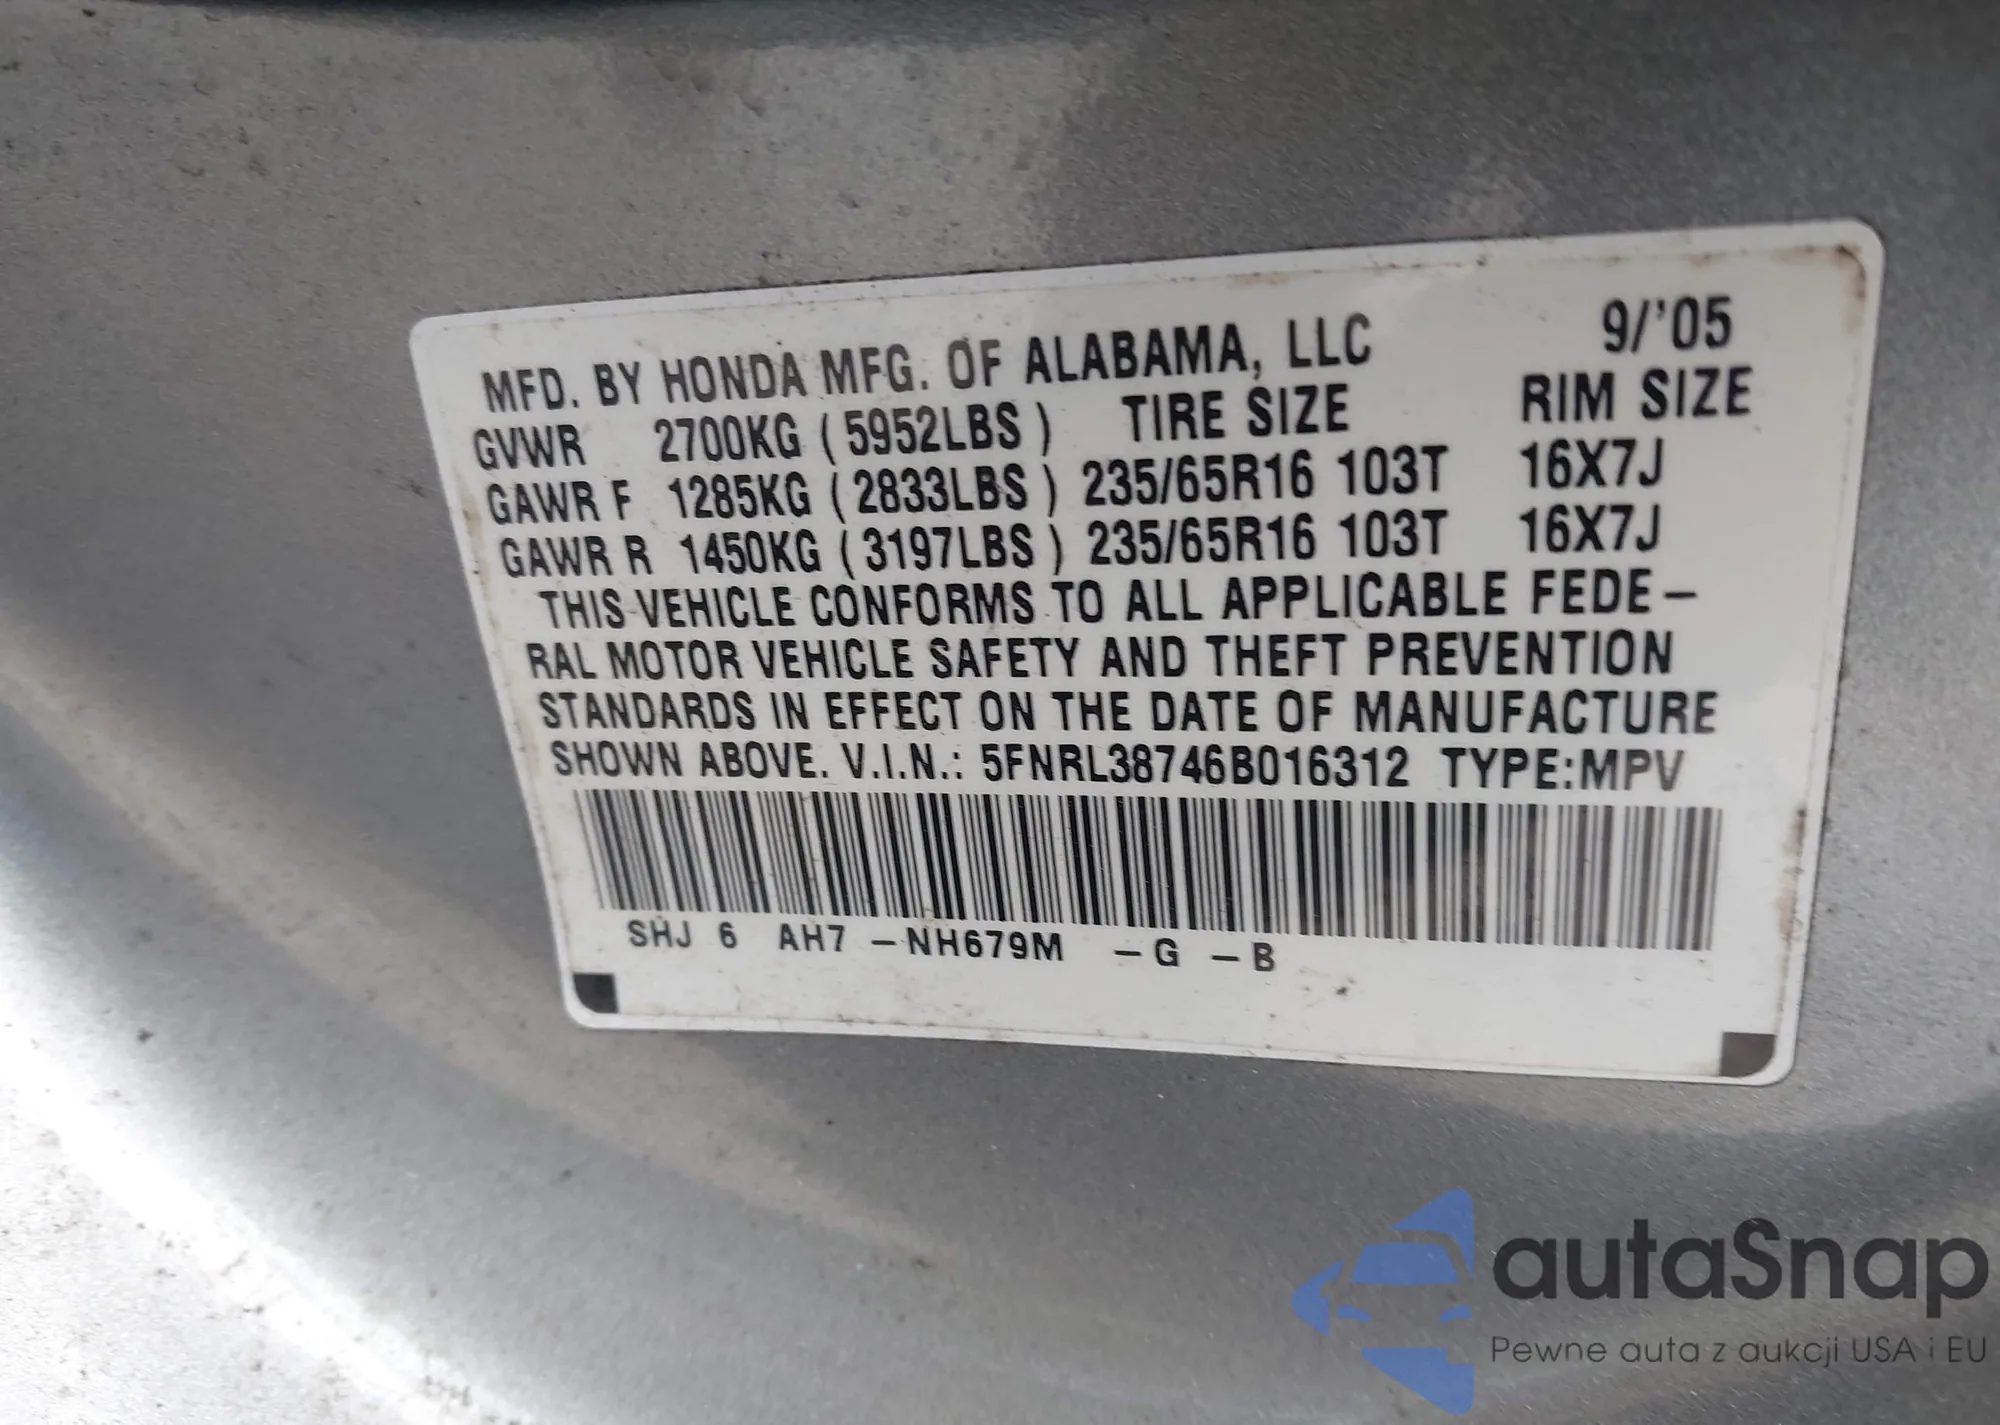 MFD. BY HONDA MFG. OF ALABAMA, LLC 9/'05
GVWR 2700KG ( 5952LBS ) TIRE SIZE RIM SIZE
GAWR F 1285KG ( 2833LBS ) 235/65R16 103T 16X7J
GAWR R 1450KG ( 3197LBS ) 235/65R16 103T 16X7J
THIS VEHICLE CONFORMS TO ALL APPLICABLE FEDE-
RAL MOTOR VEHICLE SAFETY AND THEFT PREVENTION
STANDARDS IN EFFECT ON THE DATE OF MANUFACTURE
SHOWN ABOVE. V.I.N.: 5FNRL38746B016312 TYPE:MPV
SHJ 6 AH7 -NH679M -G -B
autaSnap
Pewne auta z aukcji USA i EU